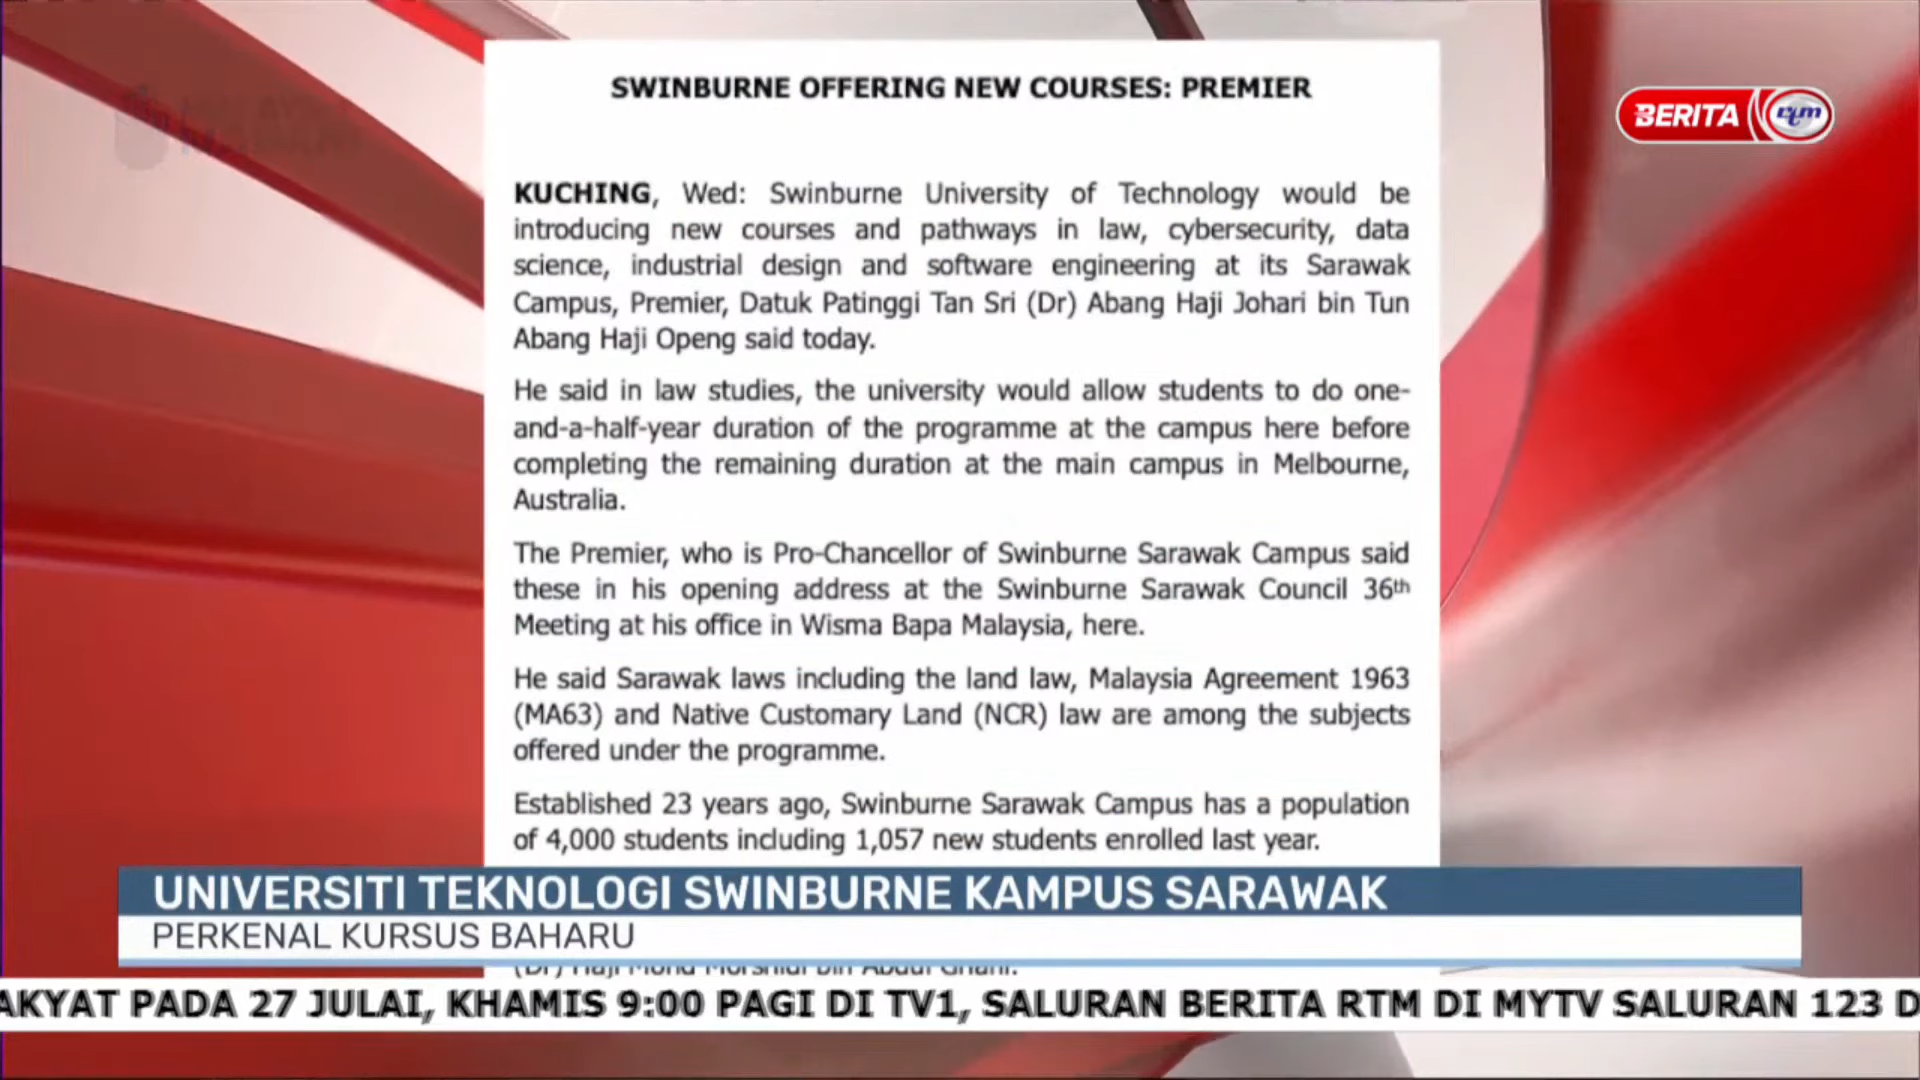 SWINBURNE OFFERING NEW COURSES: PREMIER
BERITA rtm
KUCHING, Wed: Swinburne University of Technology would be
introducing new courses and pathways in law, cybersecurity, data
science, industrial design and software engineering at its Sarawak
Campus, Premier, Datuk Patinggi Tan Sri (Dr) Abang Haji Johari bin Tun
Abang Haji Openg said today.
He said in law studies, the university would allow students to do one-
and-a-half-year duration of the programme at the campus here before
completing the remaining duration at the main campus in Melbourne,
Australia.
The Premier, who is Pro-Chancellor of Swinburne Sarawak Campus said
these in his opening address at the Swinburne Sarawak Council 36th
Meeting at his office in Wisma Bapa Malaysia, here.
He said Sarawak laws including the land law, Malaysia Agreement 1963
(MA63) and Native Customary Land (NCR) law are among the subjects
offered under the programme.
Established 23 years ago, Swinburne Sarawak Campus has a population
of 4,000 students including 1,057 new students enrolled last year.
UNIVERSITI TEKNOLOGI SWINBURNE KAMPUS SARAWAK
PERKENAL KURSUS BAHARU
(Dr) Haji Mohd Morshidi bin Abdul Ghani.
AKYAT PADA 27 JULAI, KHAMIS 9:00 PAGI DI TV1, SALURAN BERITA RTM DI MYTV SALURAN 123 D